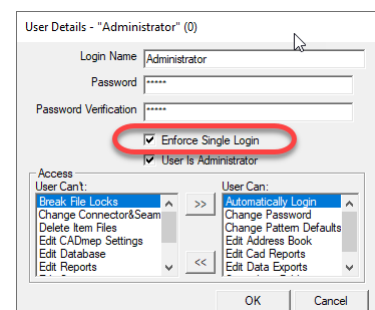 User Details - "Administrator" (0)
Login Name Administrator
Password *****
Password Verification *****
Enforce Single Login
User Is Administrator
Access
User Can't:
Break File Locks
Change Connector&Seam
Delete Item Files
Edit CADmep Settings
Edit Database
Edit Reports
>>
<<
User Can:
Automatically Login
Change Password
Change Pattern Defaults
Edit Address Book
Edit Cad Reports
Edit Data Exports
OK Cancel